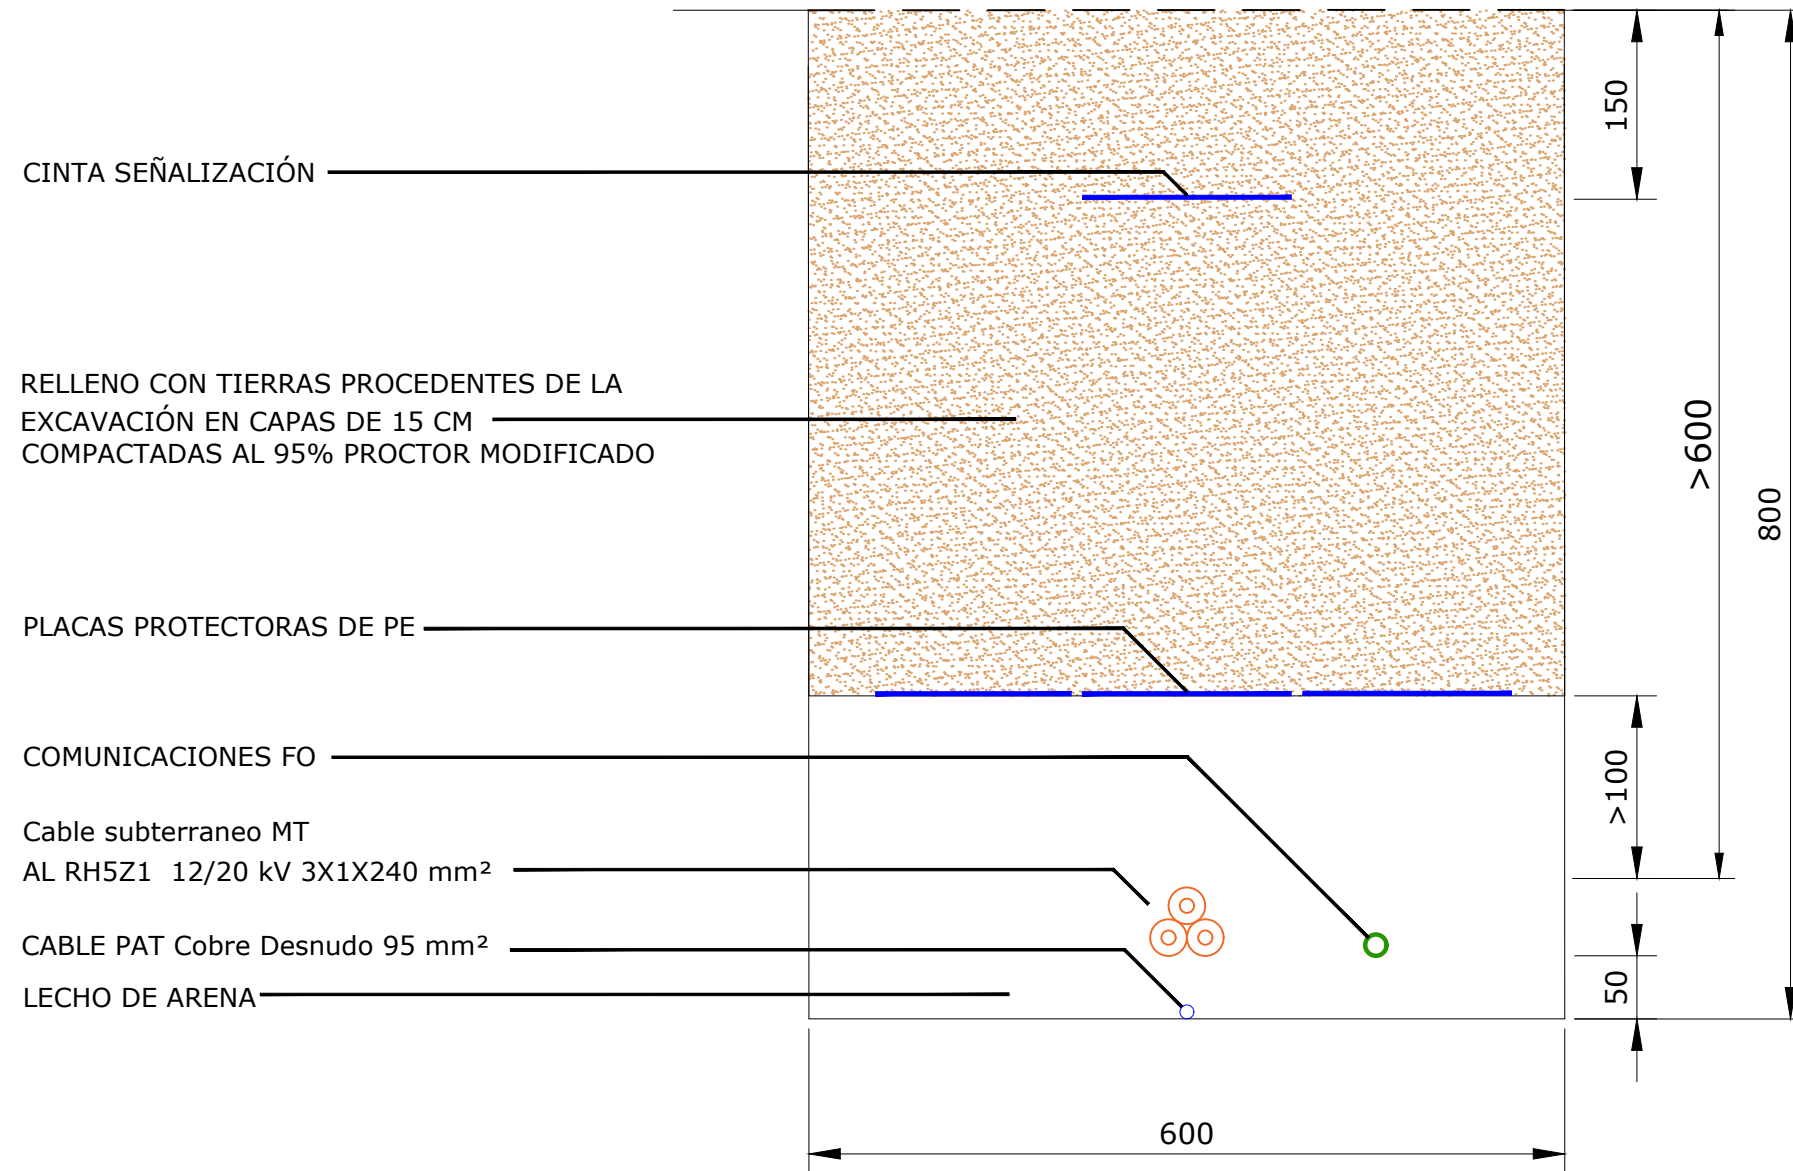 150
CINTA SEÑALIZACIÓN
RELLENO CON TIERRAS PROCEDENTES DE LA
EXCAVACIÓN EN CAPAS DE 15 CM
COMPACTADAS AL 95% PROCTOR MODIFICADO
>600
800
PLACAS PROTECTORAS DE PE
COMUNICACIONES FO
>100
Cable subterraneo MT
AL RH5Z1 12/20 kV 3X1X240 mm²
CABLE PAT Cobre Desnudo 95 mm²
LECHO DE ARENA
50
600